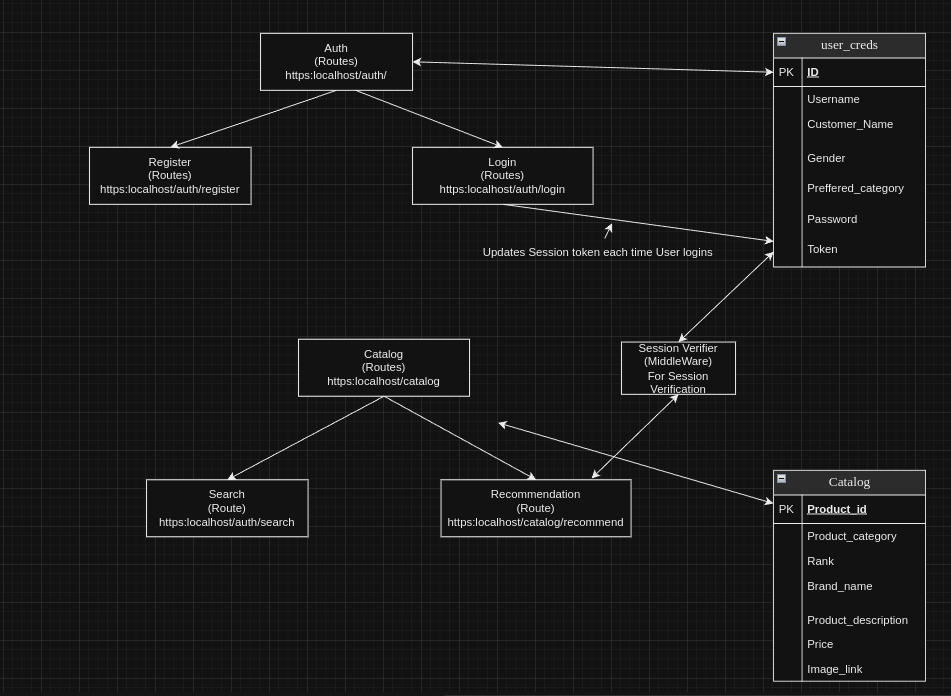 Auth
(Routes)
https:localhost/auth/
user_creds
PK ID
Username
Customer_Name
Gender
Preffered_category
Password
Token
Register
(Routes)
https:localhost/auth/register
Login
(Routes)
https:localhost/auth/login
Updates Session token each time User logins
Session Verifier
(MiddleWare)
For Session
Verification
Catalog
(Routes)
https:localhost/catalog
Search
(Route)
https:localhost/auth/search
Recommendation
(Route)
https:localhost/catalog/recommend
Catalog
PK Product_id
Product_category
Rank
Brand_name
Product_description
Price
Image_link